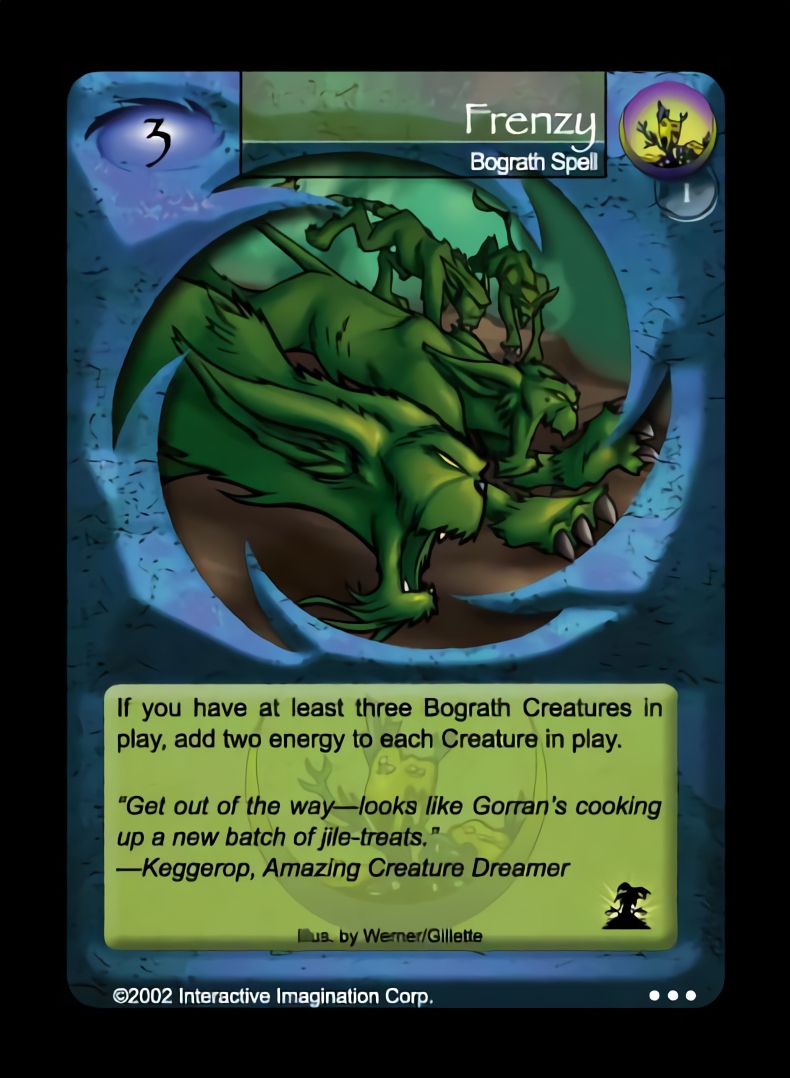 3
Frenzy
Bograth Spell
1
If you have at least three Bograth Creatures in
play, add two energy to each Creature in play.
"Get out of the way—looks like Gorran's cooking
up a new batch of jile-treats."
—Keggerop, Amazing Creature Dreamer
Illus. by Werner/Gillette
©2002 Interactive Imagination Corp.